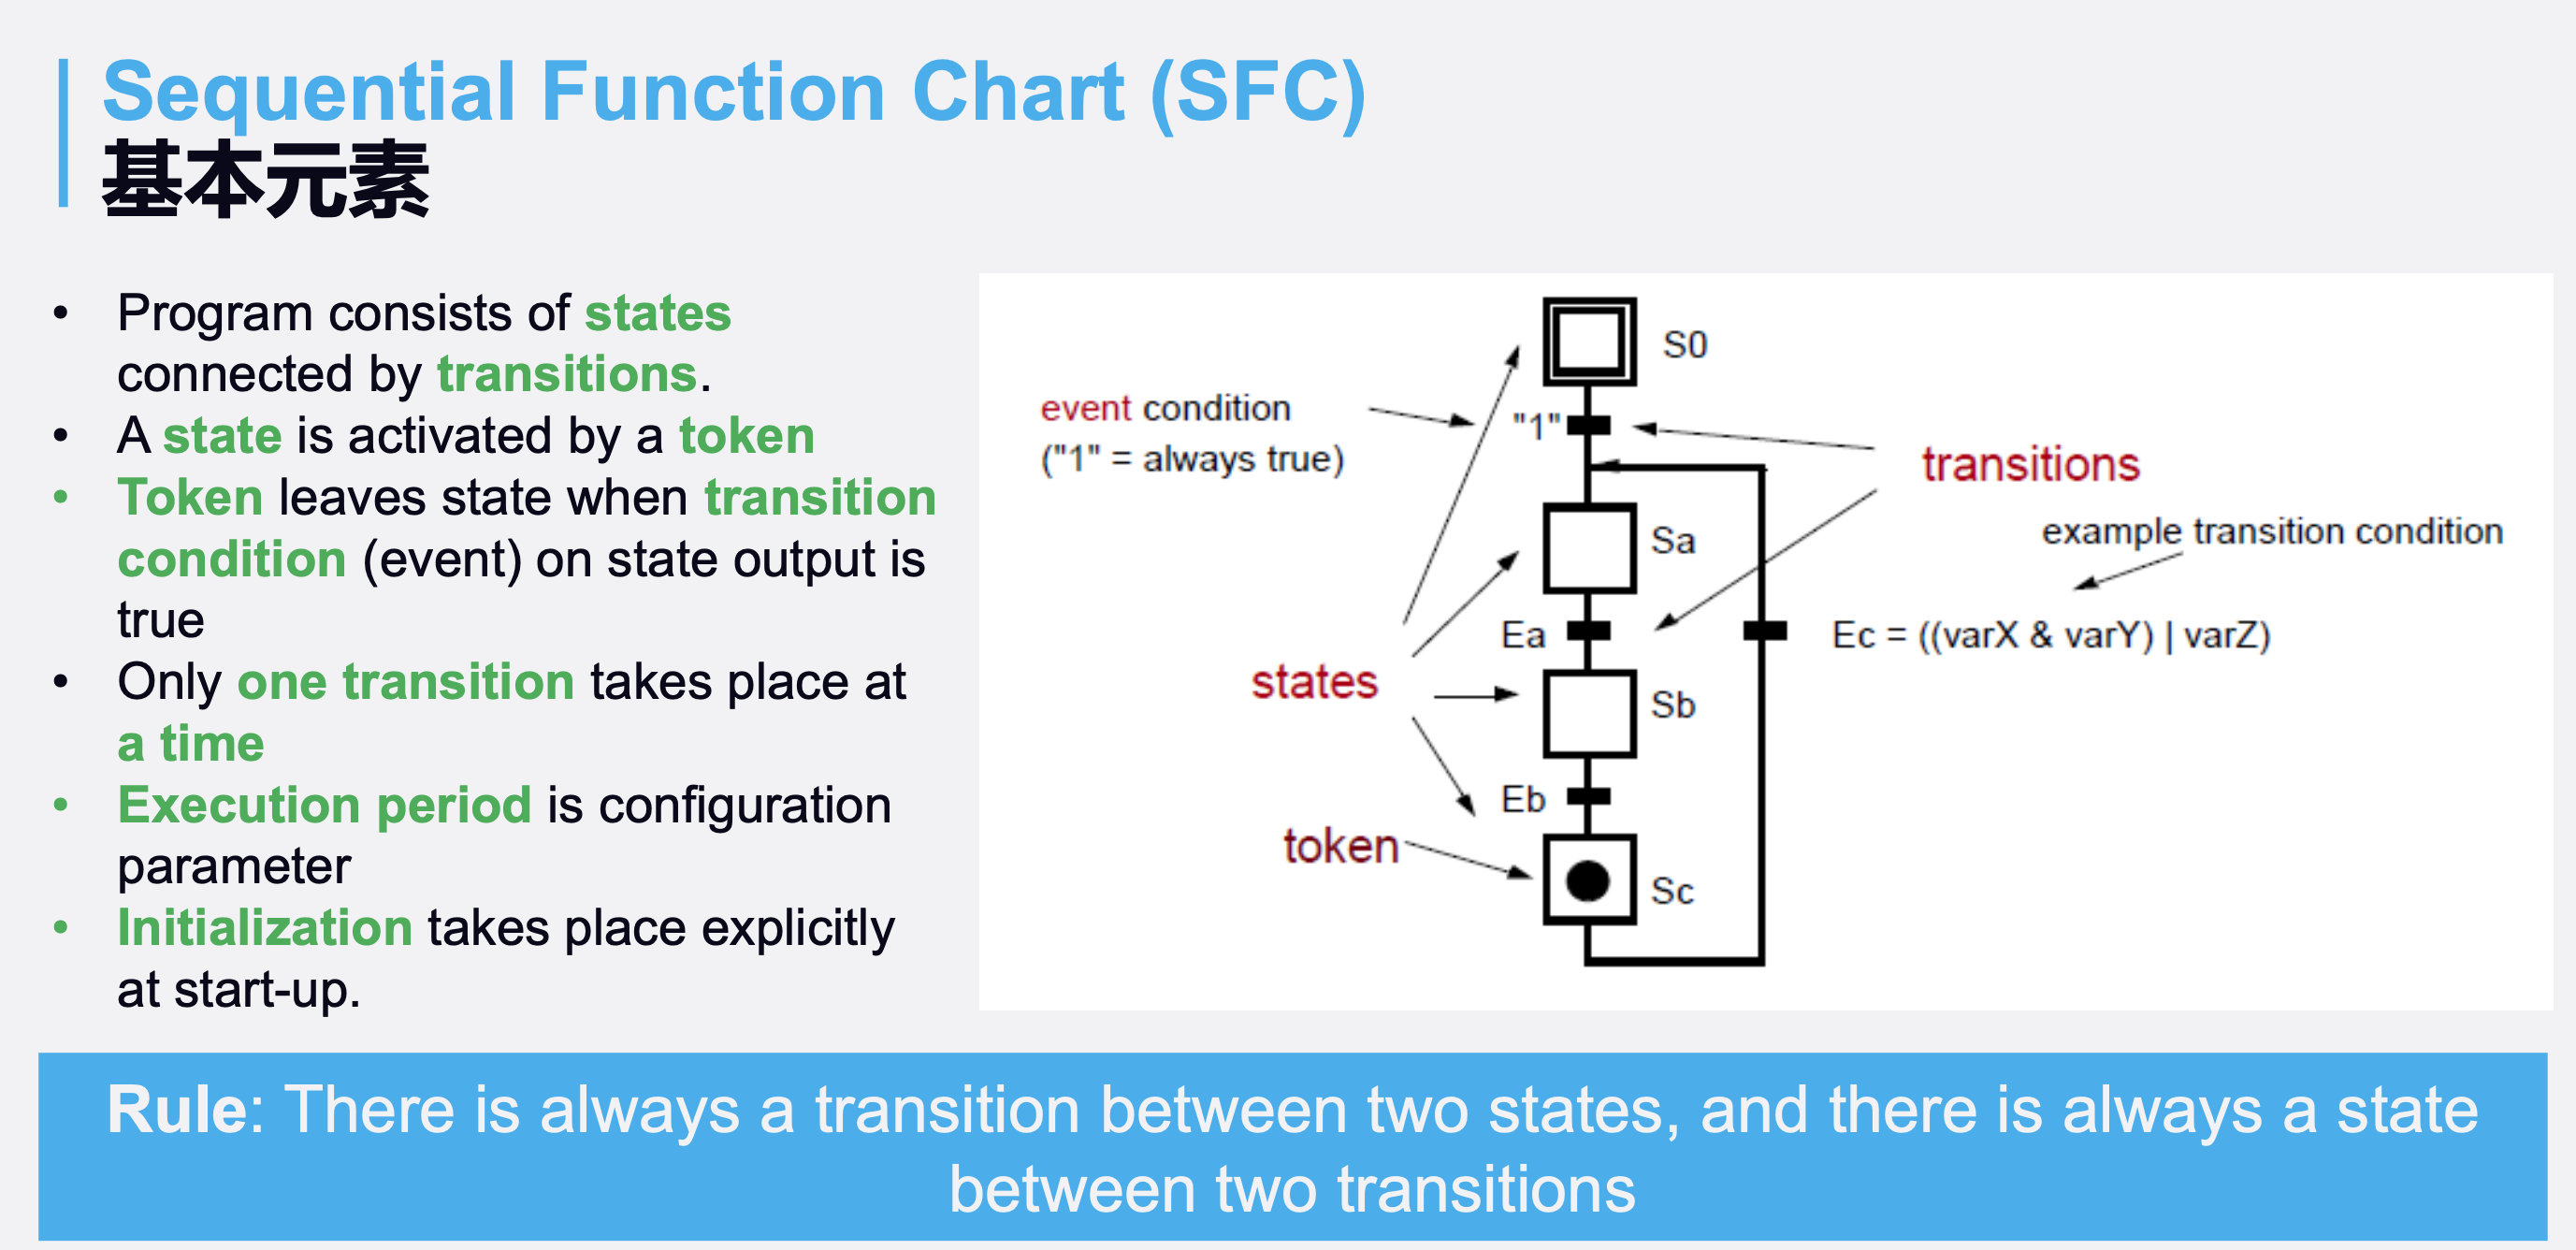 Sequential Function Chart (SFC)
基本元素
• Program consists of states
connected by transitions.
• A state is activated by a token
• Token leaves state when transition
condition (event) on state output is
true
• Only one transition takes place at
a time
• Execution period is configuration
parameter
• Initialization takes place explicitly
at start-up.
S0
event condition
("1" = always true)
"1"
transitions
example transition condition
Sa
Ea
Ec = ((varX & varY) | varZ)
states
Sb
Eb
token
Sc
Rule: There is always a transition between two states, and there is always a state
between two transitions